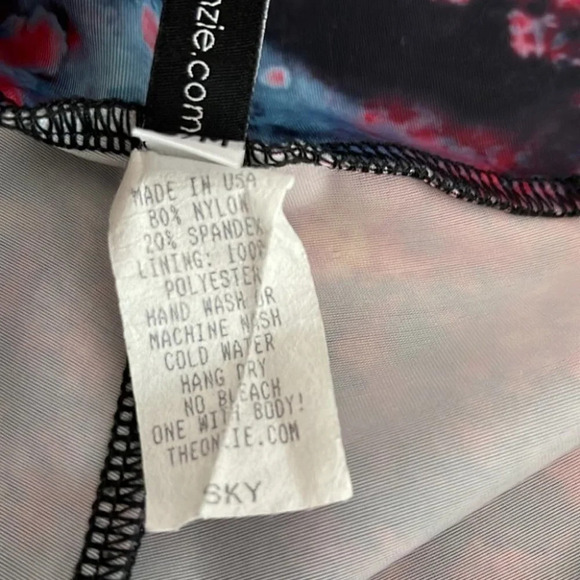 nzie.com
MADE IN USA
80% NYLON
20% SPANDEX
LINING: 100%
POLYESTER
HAND WASH OR
MACHINE WASH
COLD WATER
HANG DRY
NO BLEACH
ONE WITH BODY!
THEONZIE.COM
SKY